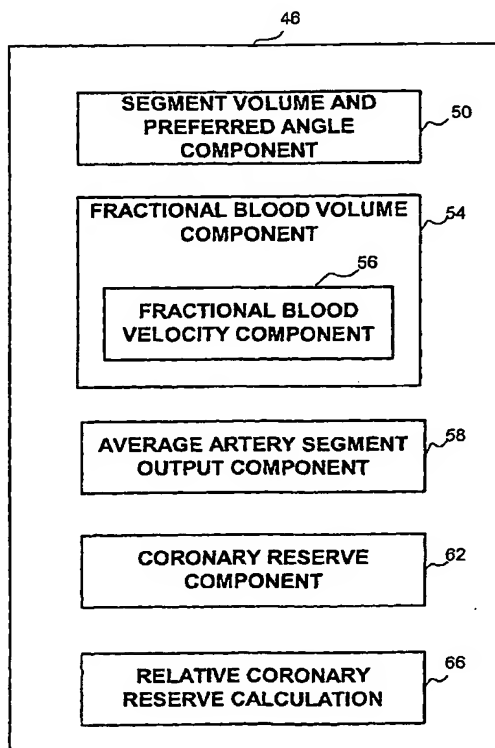 46
SEGMENT VOLUME AND
PREFERRED ANGLE
COMPONENT
50
FRACTIONAL BLOOD VOLUME
COMPONENT
54
56
FRACTIONAL BLOOD
VELOCITY COMPONENT
AVERAGE ARTERY SEGMENT
OUTPUT COMPONENT
58
CORONARY RESERVE
COMPONENT
62
RELATIVE CORONARY
RESERVE CALCULATION
66